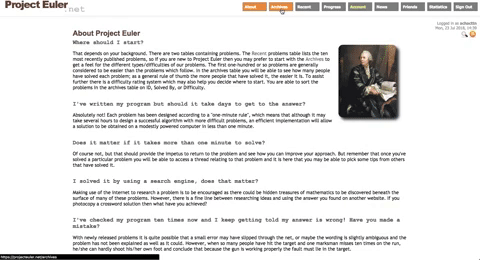 Project Euler.net
About Archives Recent Progress Account News Friends Statistics Sign Out
Logged in as
Mon, 23 Jul 2018, 14:50
About Project Euler
Where should I start?
That depends on your background. There are two tables containing problems. The Recent problems table lists the ten
most recently published problems, so if you are new to Project Euler then you may prefer to start with the Archives to
to get a feel for the different types/difficulties of our problems. The first one-hundred or so problems are generally
considered to be easier than the problems which follow. In the archives table you will be able to see how many people
have solved each problem; as a general rule of thumb the more people that have solved it, the easier it is. To assist
further there is a difficulty rating system which may also help you decide where to start. You are able to sort the
problems in the archives table on ID, Solved By, or Difficulty.
I've written my program but should it take days to get to the answer?
Absolutely not! Each problem has been designed according to a "one-minute rule", which means that although it may
take several hours to design a successful algorithm with more difficult problems, an efficient implementation will allow
a solution to be obtained on a modestly powered computer in less than one minute.
Does it matter if it takes more than one minute to solve?
Of course not, but that should provide the impetus to return to the problem and see how you can improve your approach. But remember that once you've
solved a particular problem you will be able to access a thread relating to that problem and it is here that you may be able to pick some tips from others
that have solved it.
I solved it by using a search engine, does that matter?
Making use of the Internet to research a problem is to be encouraged as there could be hidden treasures of mathematics to be discovered beneath the
surface of many of these problems. However, there is a fine line between researching ideas and using the answer you found on another website. If you
photocopy a crossword solution then what have you achieved?
I've checked my program ten times now and I keep getting told my answer is wrong! Have you made a
mistake?
With newly released problems it is quite possible that a small error may have slipped through the net, or maybe the wording is slightly ambiguous and the
problem has not been explained as well as it could. However, when so many people have hit the target and one marksman misses ten times on the run,
he/she can hardly shoot his/her own foot and conclude that because the gun is working properly the fault must lie in the target.
https://projecteuler.net/archives